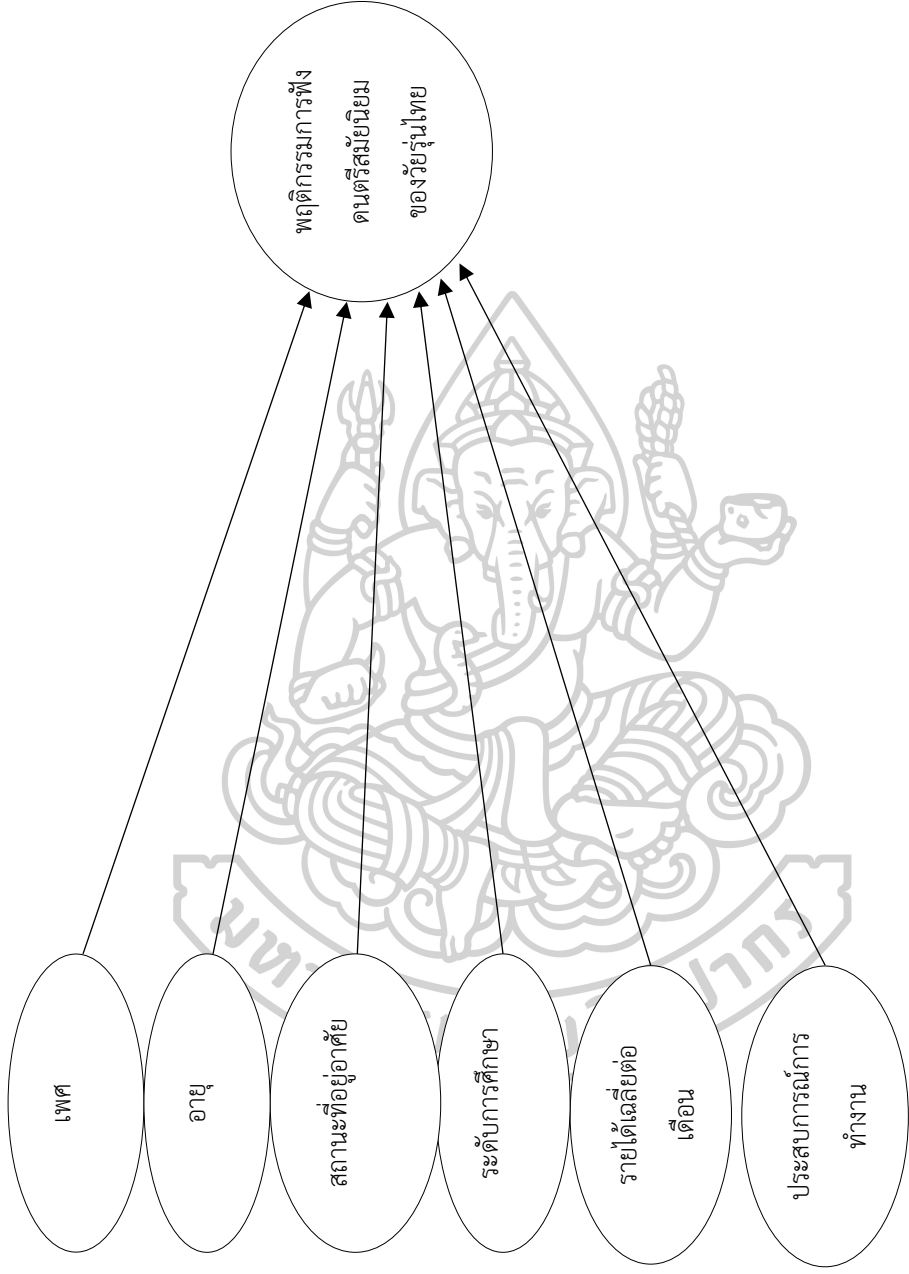 เพศ
อายุ
สถานะที่อยู่อาศัย
ระดับการศึกษา
รายได้เฉลี่ยต่อ
เดือน
ประสบการณ์การ
ทำงาน
พฤติกรรมการฟัง
ดนตรีสมัยนิยม
ของวัยรุ่นไทย